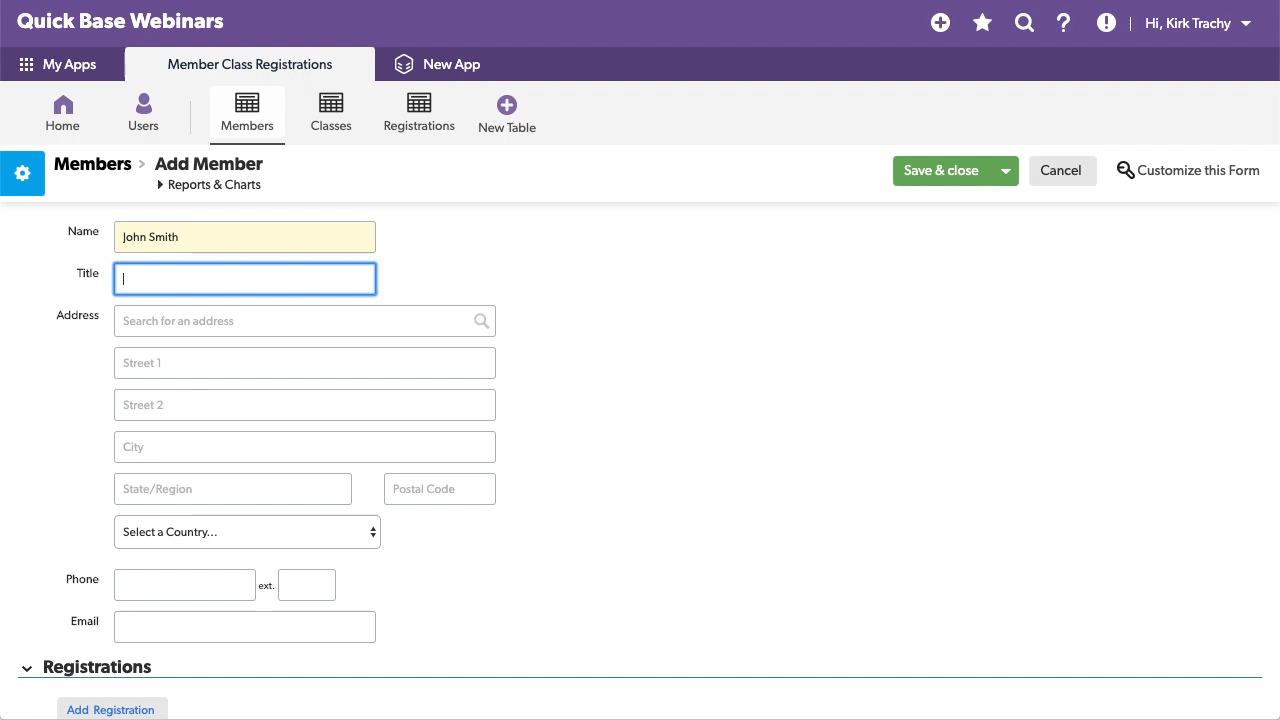 Quick Base Webinars
Hi, Kirk Trachy
My Apps
Member Class Registrations
New App
Home
Users
Members
Classes
Registrations
New Table
Members > Add Member
Reports & Charts
Save & close
Cancel
Customize this Form
Name
John Smith
Title
Address
Search for an address
Street 1
Street 2
City
State/Region
Postal Code
Select a Country...
Phone
ext.
Email
Registrations
Add Registration